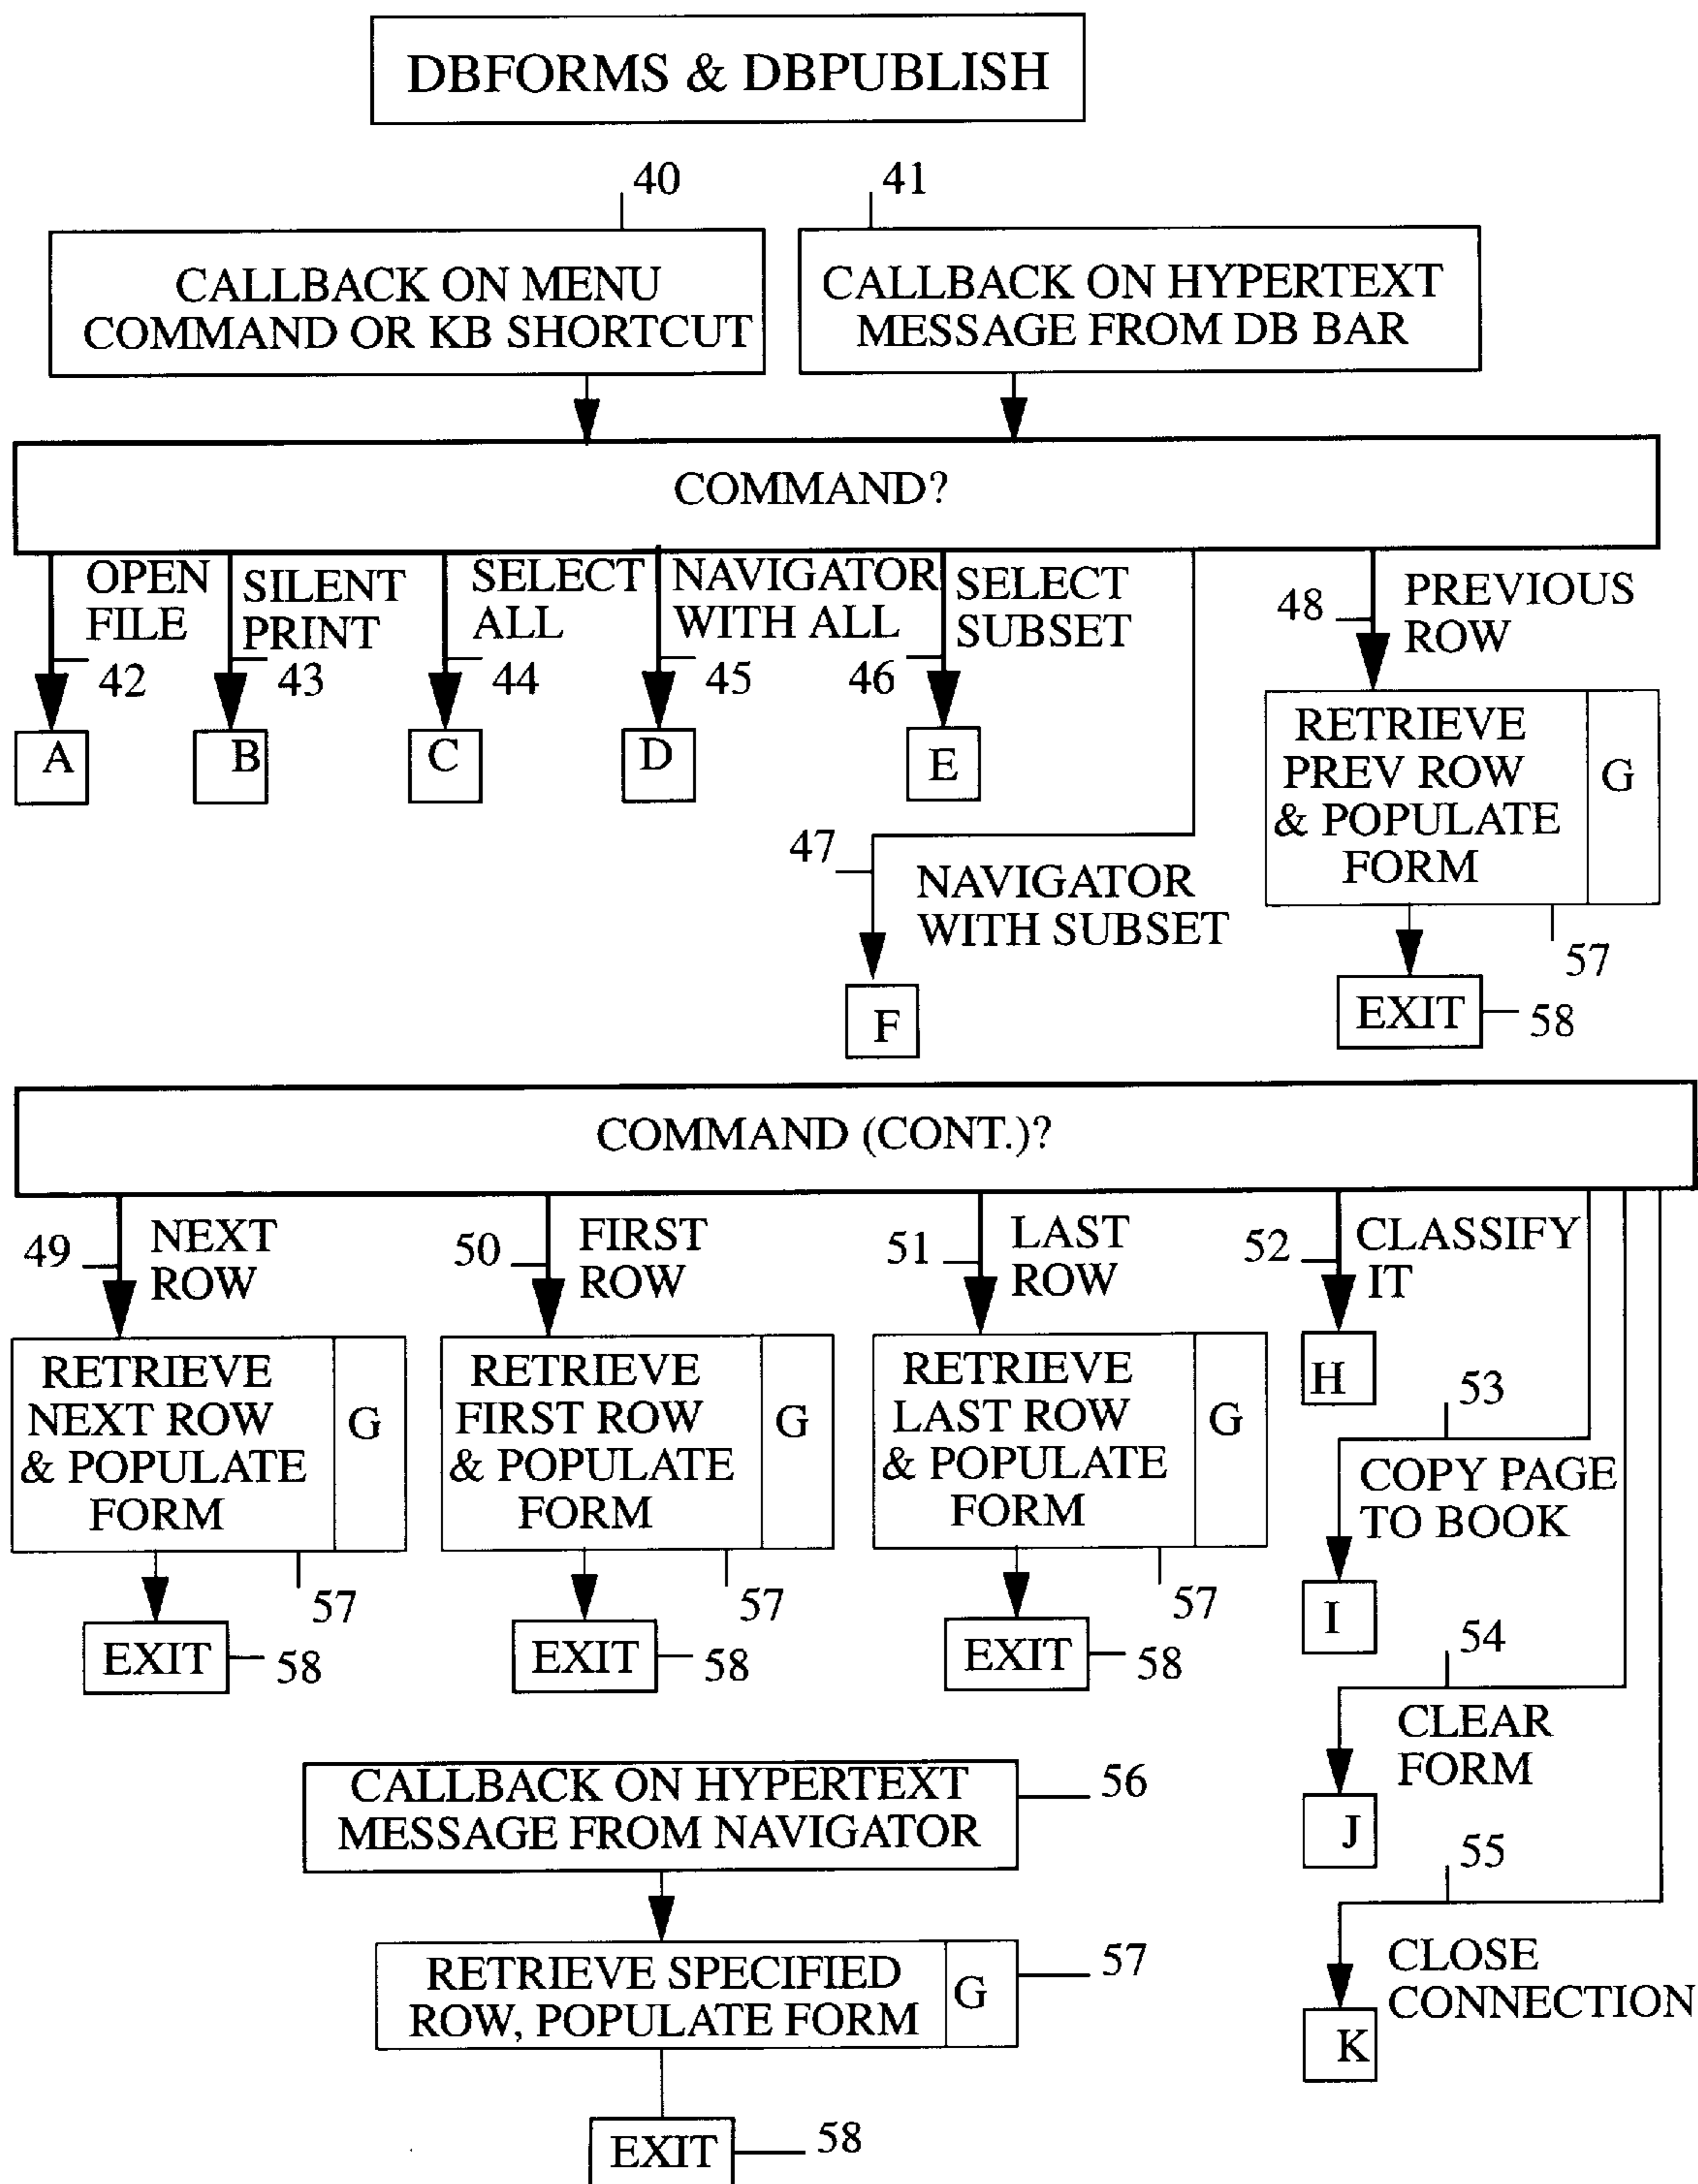 DBFORMS & DBPUBLISH
40
41
CALLBACK ON MENU
COMMAND OR KB SHORTCUT
CALLBACK ON HYPERTEXT
MESSAGE FROM DB BAR
COMMAND?
OPEN
FILE
42
A
SILENT
PRINT
43
B
SELECT
ALL
44
C
NAVIGATOR
WITH ALL
45
D
SELECT
SUBSET
46
E
47
NAVIGATOR
WITH SUBSET
F
48
PREVIOUS
ROW
RETRIEVE
PREV ROW
& POPULATE
FORM
G
57
EXIT
58
COMMAND (CONT.)?
49
NEXT
ROW
RETRIEVE
NEXT ROW
& POPULATE
FORM
G
57
EXIT
58
50
FIRST
ROW
RETRIEVE
FIRST ROW
& POPULATE
FORM
G
57
EXIT
58
51
LAST
ROW
RETRIEVE
LAST ROW
& POPULATE
FORM
G
57
EXIT
58
52
CLASSIFY
IT
H
53
COPY PAGE
TO BOOK
I
54
CLEAR
FORM
J
55
CLOSE
CONNECTION
K
CALLBACK ON HYPERTEXT
MESSAGE FROM NAVIGATOR
56
RETRIEVE SPECIFIED
ROW, POPULATE FORM
G
57
EXIT
58